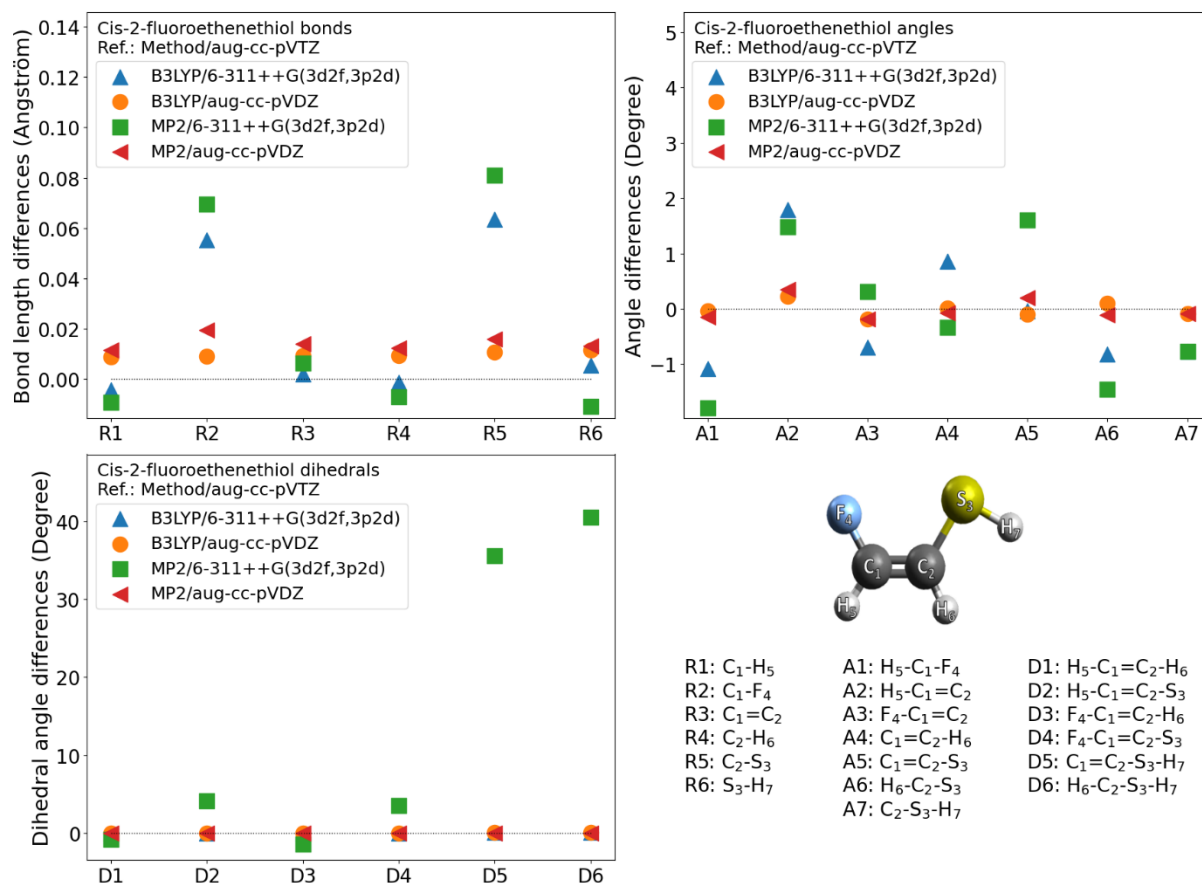 Cis-2-fluoroethenethiol bonds
Ref.: Method/aug-cc-pVTZ
B3LYP/6-311++G(3d2f,3p2d)
B3LYP/aug-cc-pVDZ
MP2/6-311++G(3d2f,3p2d)
MP2/aug-cc-pVDZ
Bond length differences (Angström)
0.14
0.12
0.10
0.08
0.06
0.04
0.02
0.00
R1 R2 R3 R4 R5 R6
Cis-2-fluoroethenethiol angles
Ref.: Method/aug-cc-pVTZ
B3LYP/6-311++G(3d2f,3p2d)
B3LYP/aug-cc-pVDZ
MP2/6-311++G(3d2f,3p2d)
MP2/aug-cc-pVDZ
Angle differences (Degree)
5
4
3
2
1
0
−1
A1 A2 A3 A4 A5 A6 A7
Cis-2-fluoroethenethiol dihedrals
Ref.: Method/aug-cc-pVTZ
B3LYP/6-311++G(3d2f,3p2d)
B3LYP/aug-cc-pVDZ
MP2/6-311++G(3d2f,3p2d)
MP2/aug-cc-pVDZ
Dihedral angle differences (Degree)
40
30
20
10
0
D1 D2 D3 D4 D5 D6
F₄ S₃ H₇
C₁ C₂
H₅ H₆
R1: C₁-H₅ A1: H₅-C₁-F₄ D1: H₅-C₁=C₂-H₆
R2: C₁-F₄ A2: H₅-C₁=C₂ D2: H₅-C₁=C₂-S₃
R3: C₁=C₂ A3: F₄-C₁=C₂ D3: F₄-C₁=C₂-H₆
R4: C₂-H₆ A4: C₁=C₂-H₆ D4: F₄-C₁=C₂-S₃
R5: C₂-S₃ A5: C₁=C₂-S₃ D5: C₁=C₂-S₃-H₇
R6: S₃-H₇ A6: H₆-C₂-S₃ D6: H₆-C₂-S₃-H₇
A7: C₂-S₃-H₇